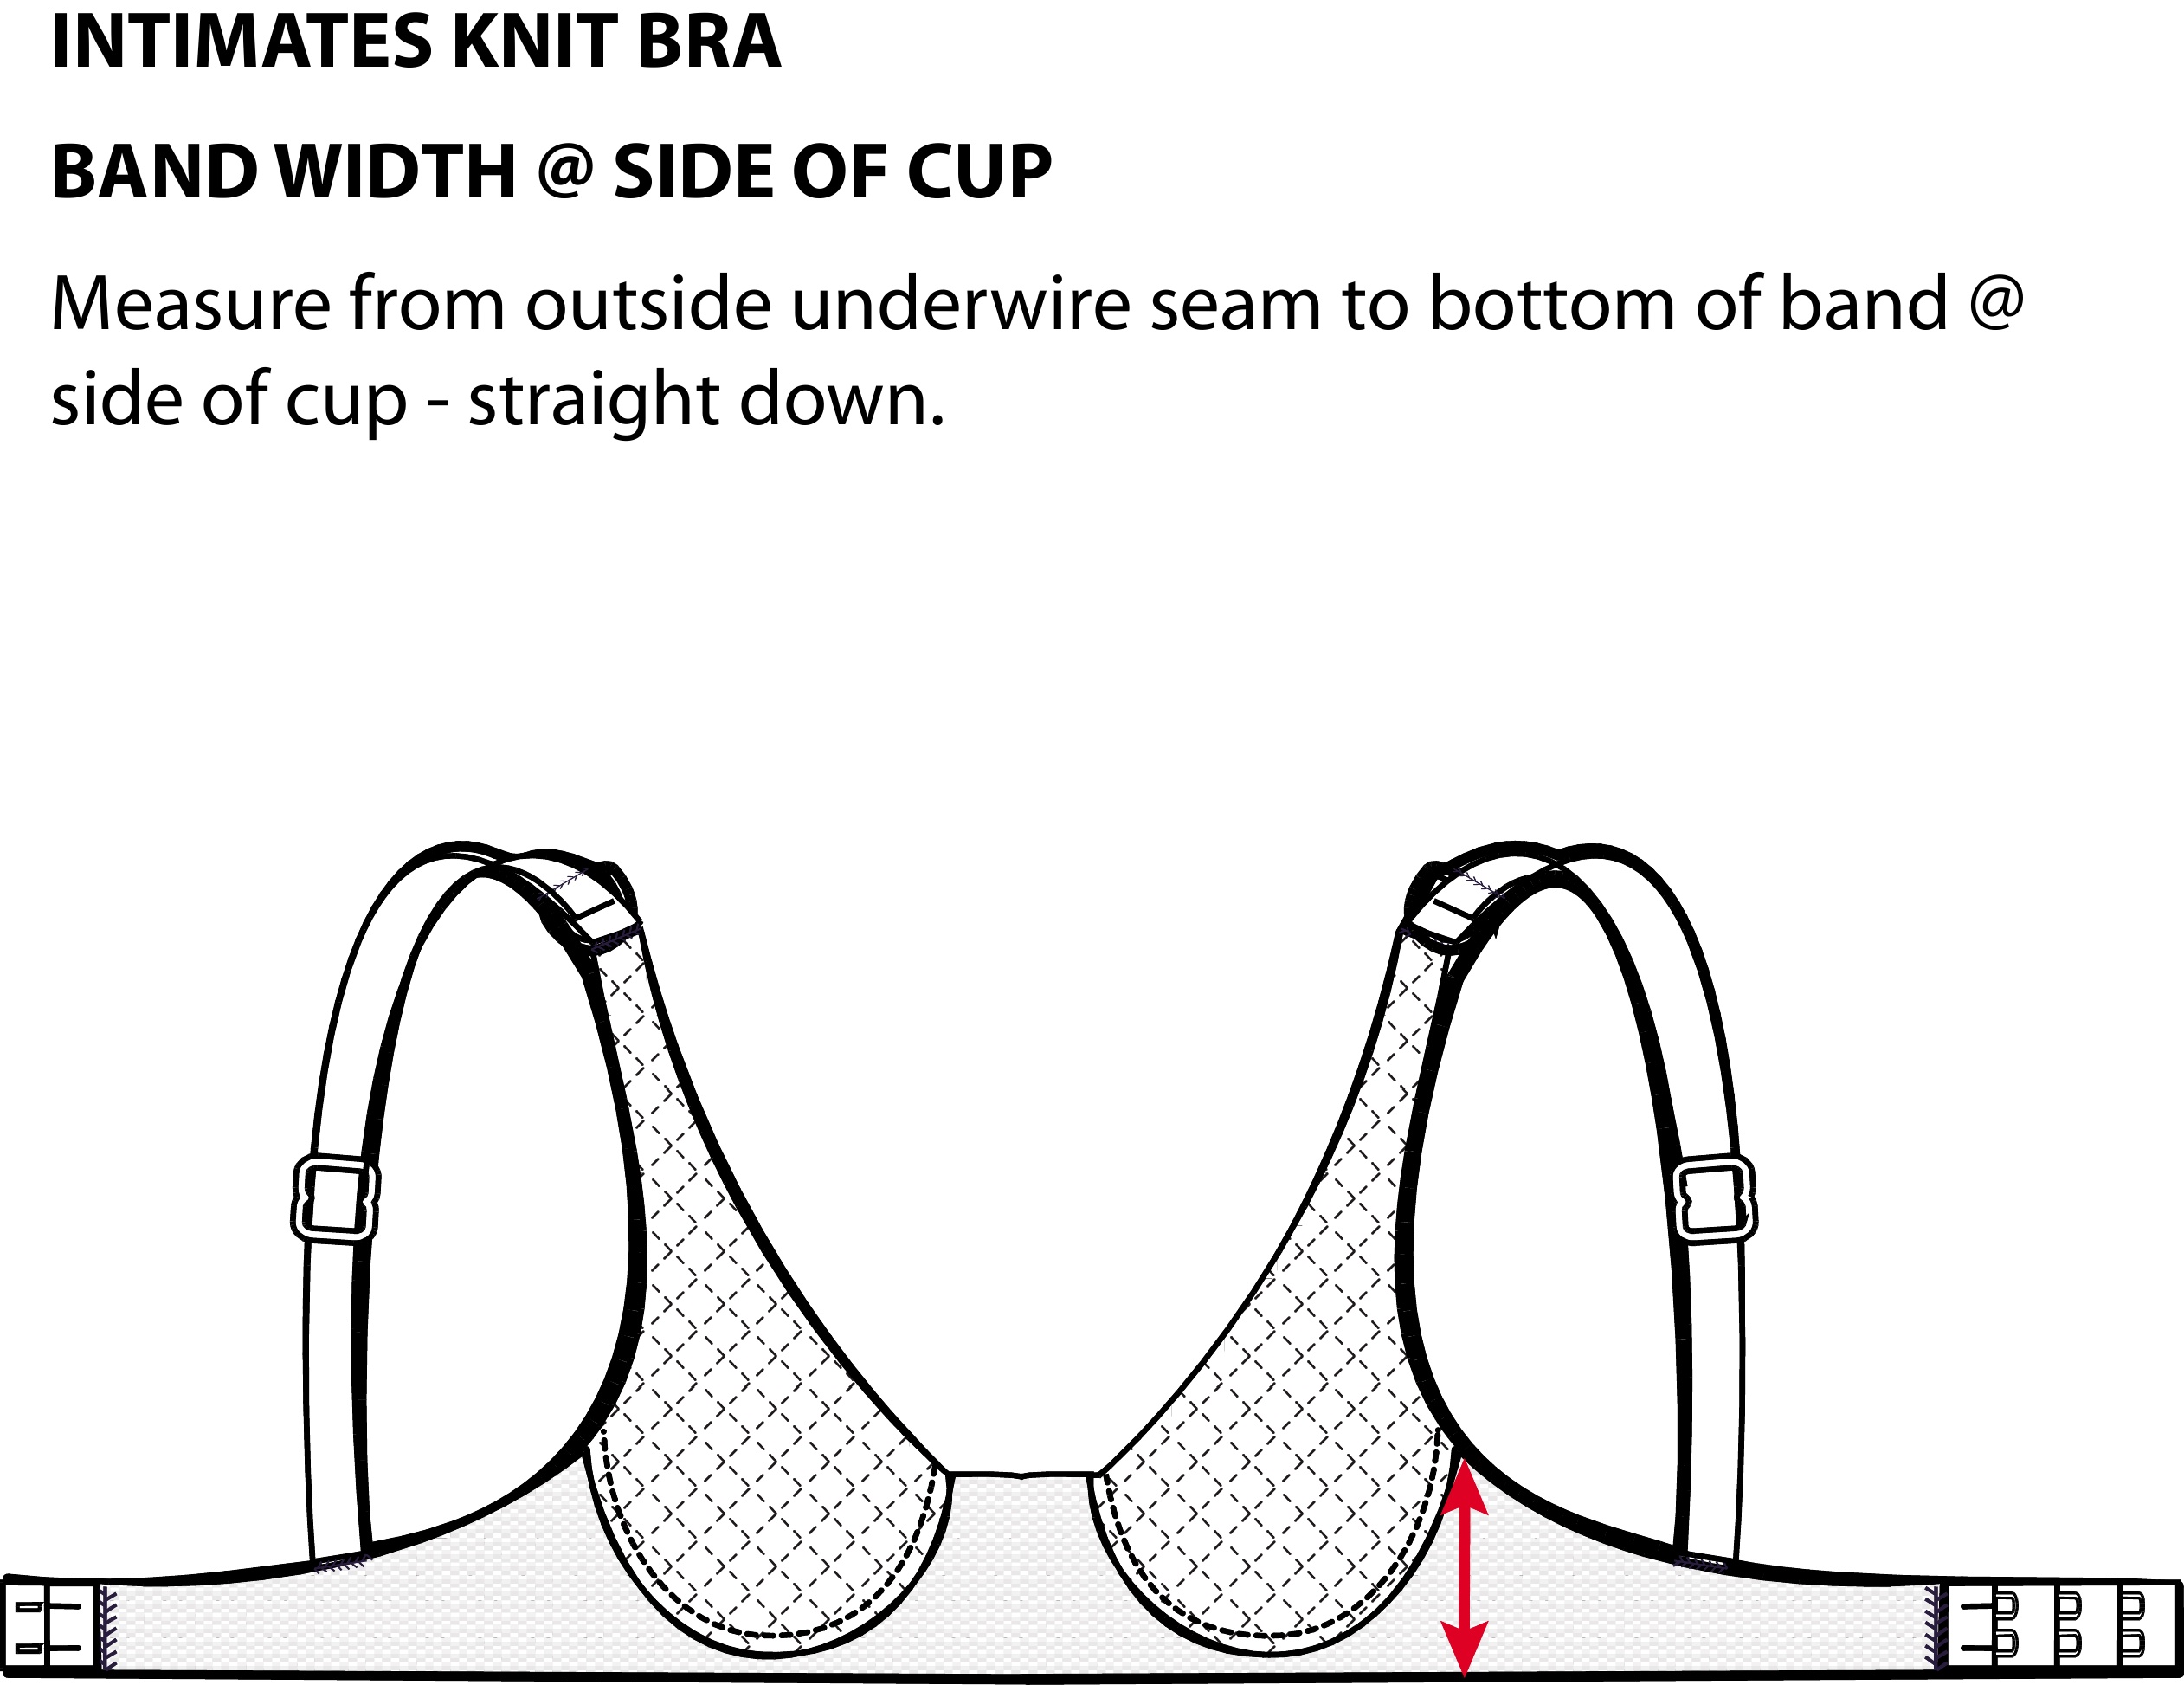 INTIMATES KNIT BRA
BAND WIDTH @ SIDE OF CUP
Measure from outside underwire seam to bottom of band @
side of cup - straight down.